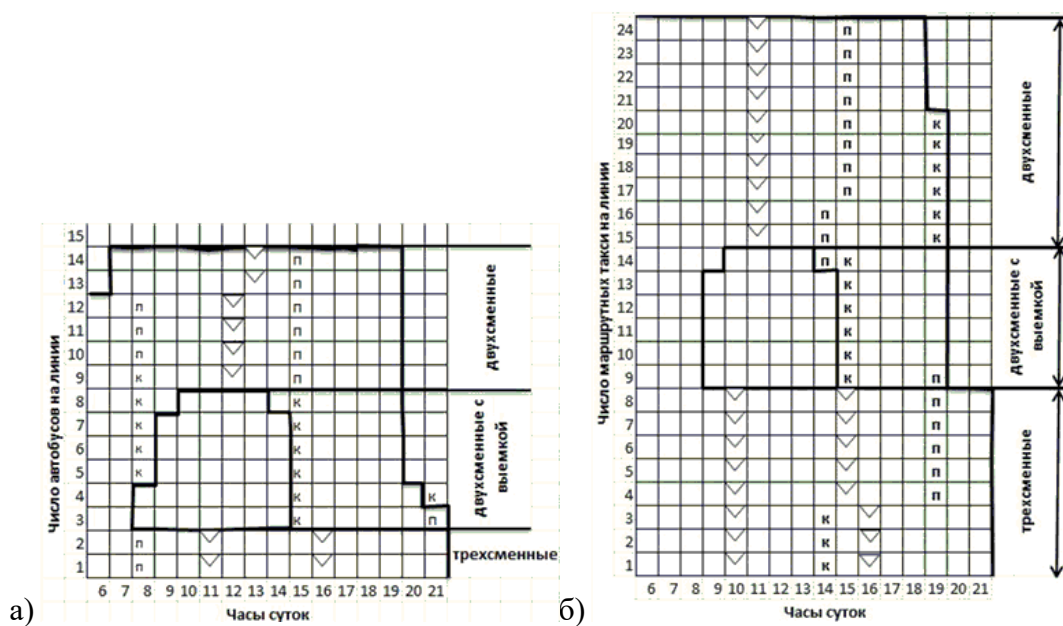 Число автобусов на линии
15
14 п
13 п
12 п п
11 п п
10 п п
9 к п
8 к к
7 к к
6 к к
5 к к
4 к к
3 к п
2 п
1 п
6 7 8 9 10 11 12 13 14 15 16 17 18 19 20 21
Часы суток
двухсменные
двухсменные с
выемкой
трехсменные
а)
Число маршрутных такси на линии
24 п
23 п
22 п
21 п
20 п к
19 п к
18 п к
17 п к
16 п к
15 п к
14 п к
13 к
12 к
11 к
10 к
9 к п
8 п
7 п
6 п
5 п
4 п
3 к
2 к
1 к
6 7 8 9 10 11 12 13 14 15 16 17 18 19 20 21
Часы суток
двухсменные
двухсменные с
выемкой
трехсменные
б)